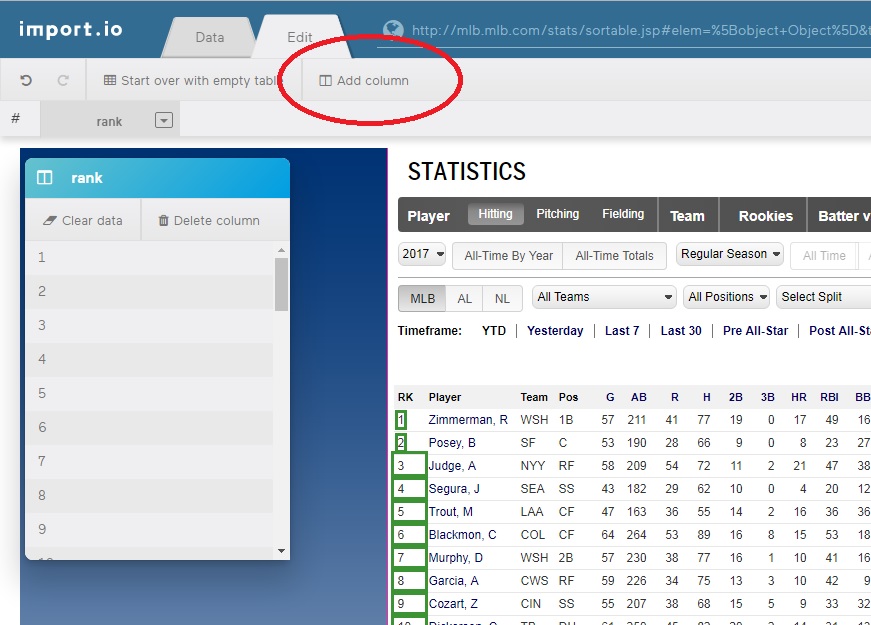 import.io
Data
Edit
http://mlb.mlb.com/stats/sortable.jsp#elem=%5Bobject+Object%5D&t
Start over with empty tabl
Add column
# rank
rank
Clear data Delete column
1
2
3
4
5
6
7
8
9
STATISTICS
Player Hitting Pitching Fielding Team Rookies Batter v
2017 All-Time By Year All-Time Totals Regular Season All Time
MLB AL NL All Teams All Positions Select Split
Timeframe: YTD | Yesterday | Last 7 | Last 30 | Pre All-Star | Post All-Sta
RK Player Team Pos G AB R H 2B 3B HR RBI BB
1 Zimmerman, R WSH 1B 57 211 41 77 19 0 17 49 16
2 Posey, B SF C 53 190 28 66 9 0 8 23 27
3 Judge, A NYY RF 58 209 54 72 11 2 21 47 38
4 Segura, J SEA SS 43 182 29 62 10 0 4 20 12
5 Trout, M LAA CF 47 163 36 55 14 2 16 36 36
6 Blackmon, C COL CF 64 264 53 89 16 8 15 53 18
7 Murphy, D WSH 2B 57 230 38 77 16 1 10 41 16
8 Garcia, A CWS RF 59 226 34 75 13 3 10 42 9
9 Cozart, Z CIN SS 55 207 38 68 15 5 9 33 32